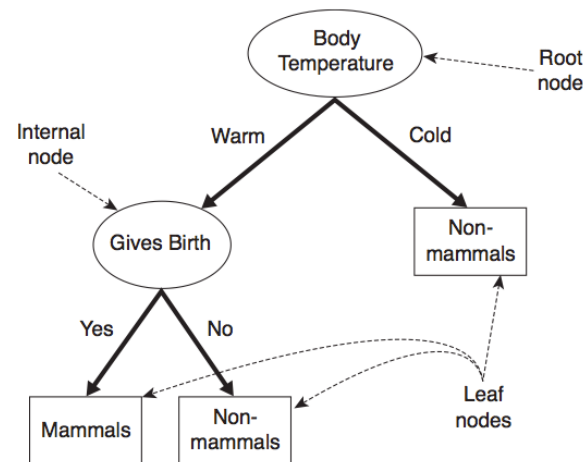 Body
Temperature
Root
node
Internal
node
Warm
Cold
Gives Birth
Non-
mammals
Yes
No
Mammals
Non-
mammals
Leaf
nodes